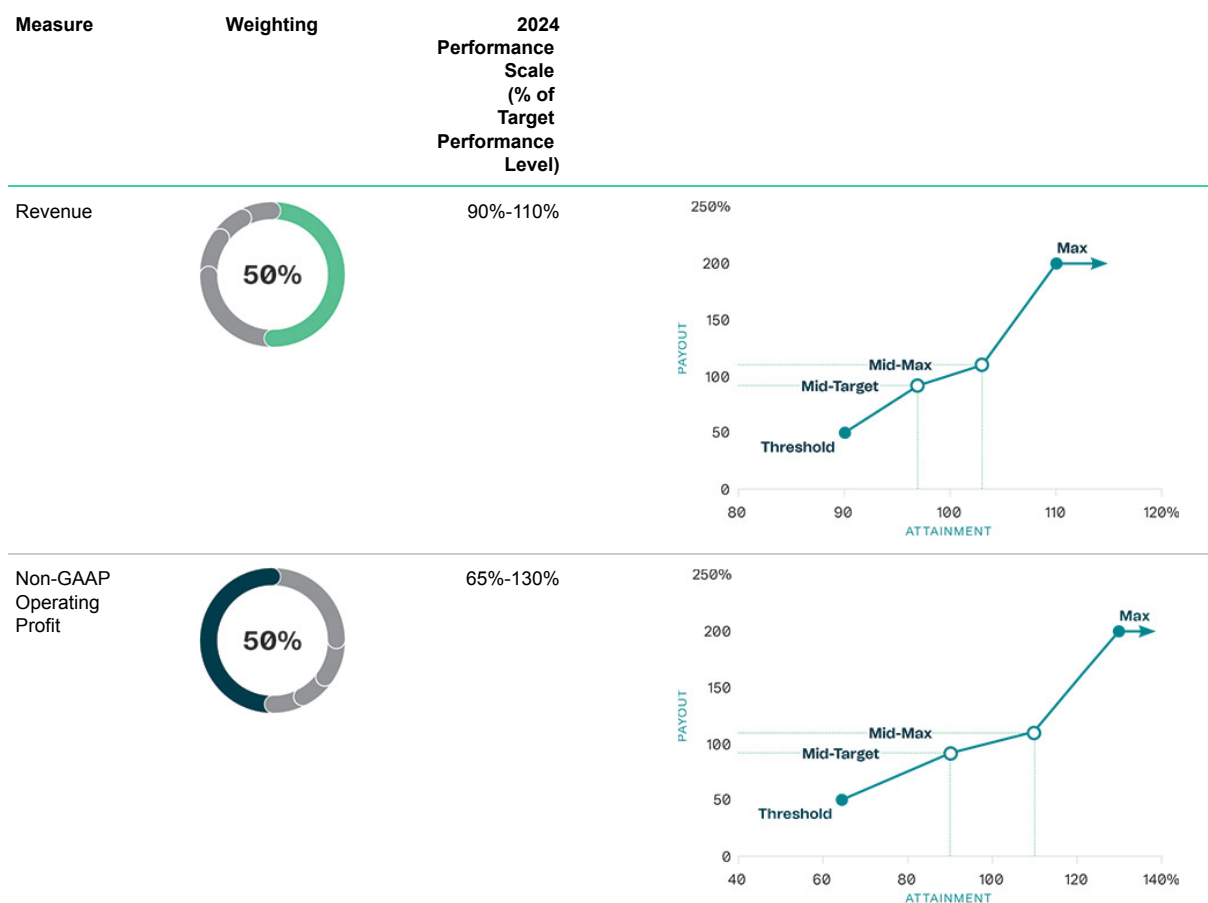 Measure
Weighting
2024
Performance
Scale
(% of
Target
Performance
Level)
Revenue
50%
90%-110%
250%
200
150
100
50
0
PAYOUT
Max
Mid-Max
Mid-Target
Threshold
80 90 100 110 120%
ATTAINMENT
Non-GAAP
Operating
Profit
50%
65%-130%
250%
200
150
100
50
0
PAYOUT
Max
Mid-Max
Mid-Target
Threshold
40 60 80 100 120 140%
ATTAINMENT